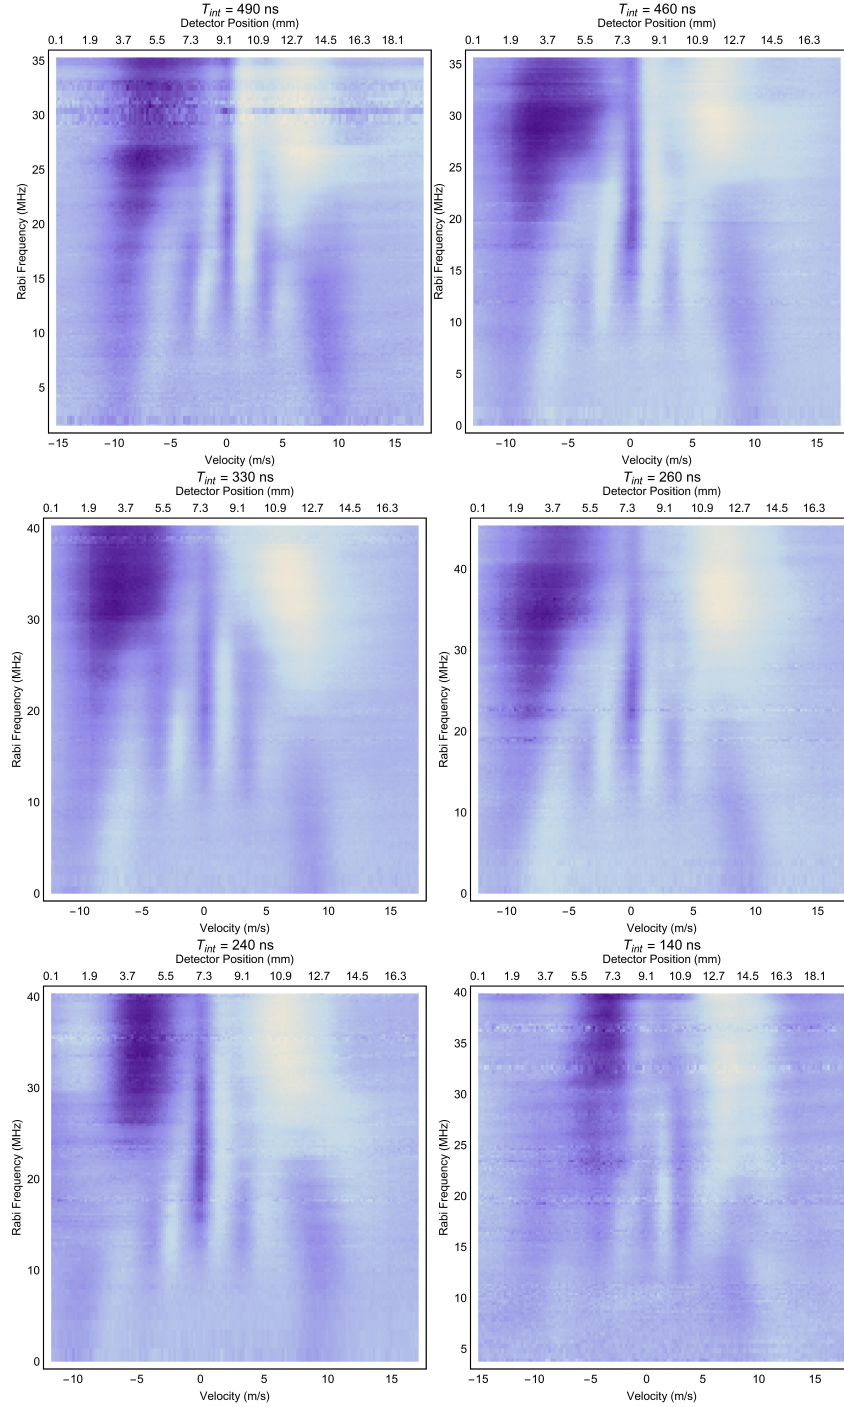 T_int = 490 ns
Detector Position (mm)
0.1 1.9 3.7 5.5 7.3 9.1 10.9 12.7 14.5 16.3 18.1
Rabi Frequency (MHz)
35
30
25
20
15
10
5
−15 −10 −5 0 5 10 15
Velocity (m/s)
T_int = 460 ns
Detector Position (mm)
0.1 1.9 3.7 5.5 7.3 9.1 10.9 12.7 14.5 16.3
Rabi Frequency (MHz)
35
30
25
20
15
10
5
0
−10 −5 0 5 10 15
Velocity (m/s)
T_int = 330 ns
Detector Position (mm)
0.1 1.9 3.7 5.5 7.3 9.1 10.9 12.7 14.5 16.3
Rabi Frequency (MHz)
40
30
20
10
0
−10 −5 0 5 10 15
Velocity (m/s)
T_int = 260 ns
Detector Position (mm)
0.1 1.9 3.7 5.5 7.3 9.1 10.9 12.7 14.5 16.3
Rabi Frequency (MHz)
40
30
20
10
0
−10 −5 0 5 10 15
Velocity (m/s)
T_int = 240 ns
Detector Position (mm)
0.1 1.9 3.7 5.5 7.3 9.1 10.9 12.7 14.5 16.3
Rabi Frequency (MHz)
40
30
20
10
0
−10 −5 0 5 10 15
Velocity (m/s)
T_int = 140 ns
Detector Position (mm)
0.1 1.9 3.7 5.5 7.3 9.1 10.9 12.7 14.5 16.3 18.1
Rabi Frequency (MHz)
40
35
30
25
20
15
10
5
−15 −10 −5 0 5 10 15
Velocity (m/s)